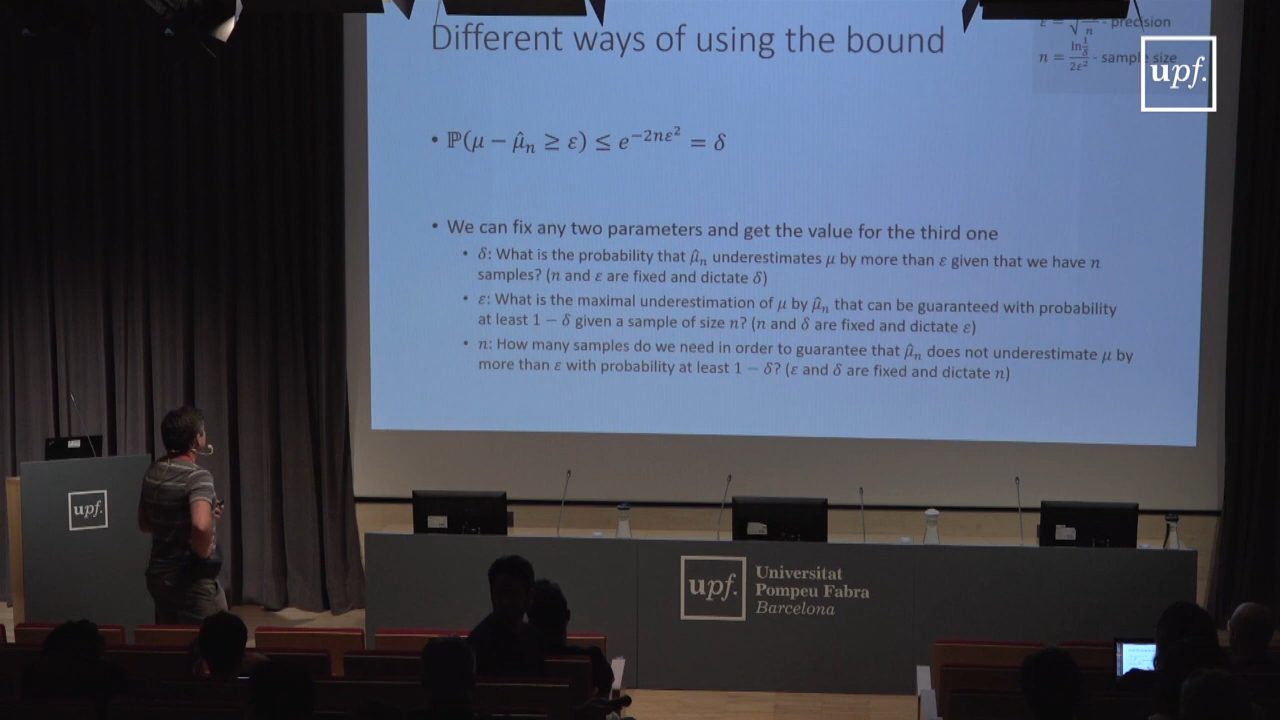 Different ways of using the bound
- precision
n = ln 1/δ / 2ε² - sample size
upf.
• ℙ(μ − μ̂ₙ ≥ ε) ≤ e^{−2nε²} = δ
• We can fix any two parameters and get the value for the third one
• δ: What is the probability that μ̂ₙ underestimates μ by more than ε given that we have n
samples? (n and ε are fixed and dictate δ)
• ε: What is the maximal underestimation of μ by μ̂ₙ that can be guaranteed with probability
at least 1 − δ given a sample of size n? (n and δ are fixed and dictate ε)
• n: How many samples do we need in order to guarantee that μ̂ₙ does not underestimate μ by
more than ε with probability at least 1 − δ? (ε and δ are fixed and dictate n)
upf.
upf.
Universitat
Pompeu Fabra
Barcelona